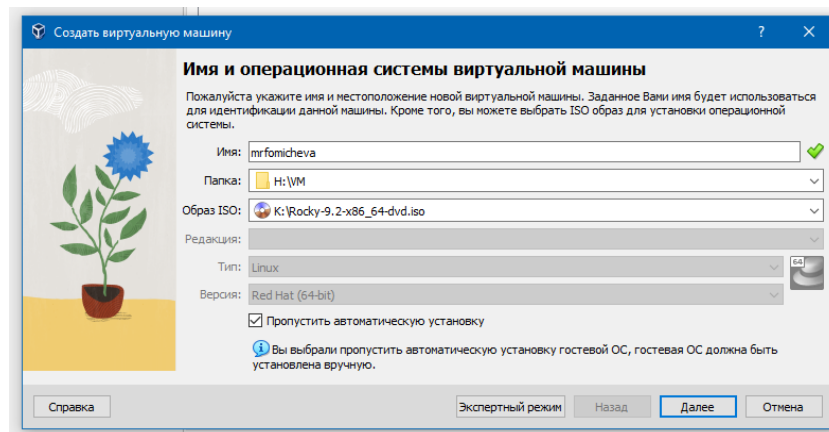 Создать виртуальную машину
Имя и операционная системы виртуальной машины
Пожалуйста укажите имя и местоположение новой виртуальной машины. Заданное Вами имя будет использоваться
для идентификации данной машины. Кроме того, вы можете выбрать ISO образ для установки операционной
системы.
Имя: mrfomicheva
Папка: H:\VM
Образ ISO: K:\Rocky-9.2-x86_64-dvd.iso
Редакция:
Тип: Linux
64
Версия: Red Hat (64-bit)
Пропустить автоматическую установку
Вы выбрали пропустить автоматическую установку гостевой ОС, гостевая ОС должна быть
установлена вручную.
Справка Экспертный режим Назад Далее Отмена